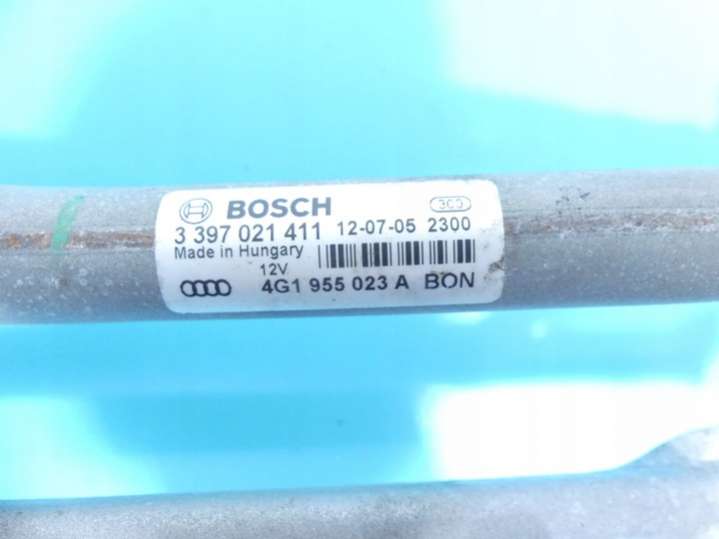 BOSCH
3 397 021 411 12-07-05 2300
Made in Hungary
12V
4G1 955 023 A BON